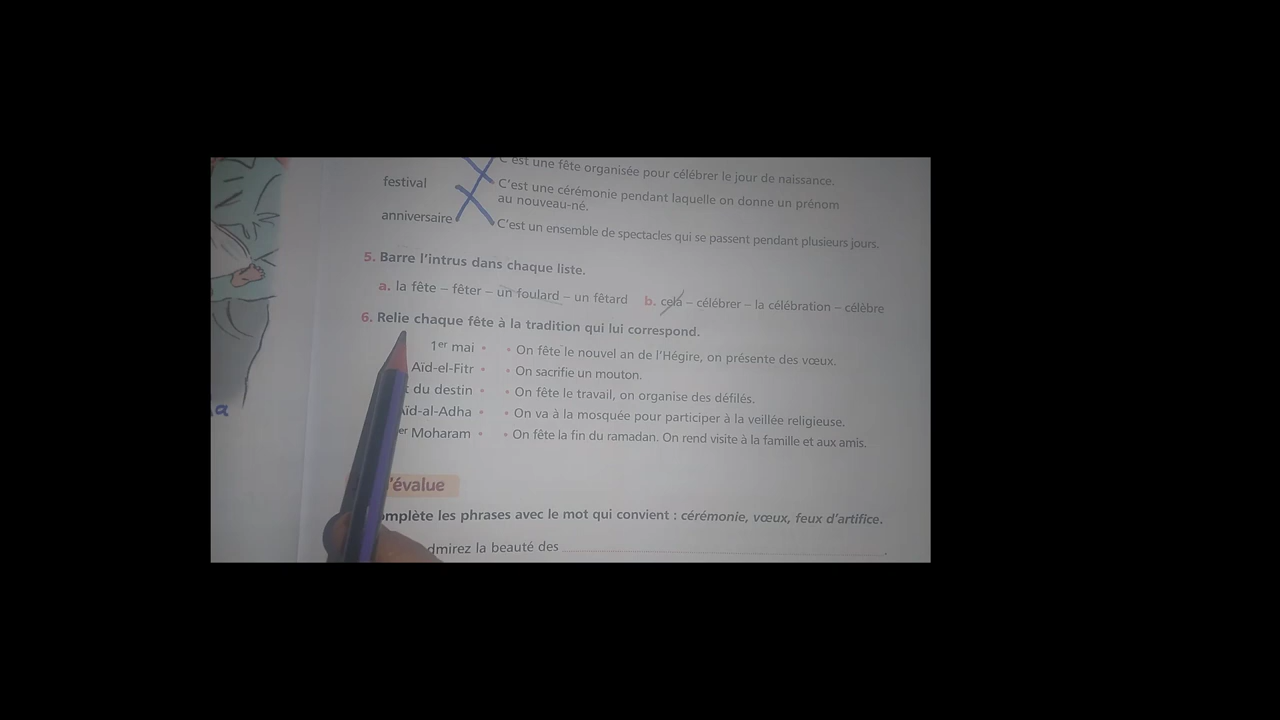 C'est une fête organisée pour célébrer le jour de naissance.
festival
C'est une cérémonie pendant laquelle on donne un prénom
au nouveau-né.
anniversaire
C'est un ensemble de spectacles qui se passent pendant plusieurs jours.
5. Barre l'intrus dans chaque liste.
a. la fête – fêter – un foulard – un fêtard b. cela – célébrer – la célébration – célèbre
6. Relie chaque fête à la tradition qui lui correspond.
1er mai • • On fête le nouvel an de l'Hégire, on présente des vœux.
Aïd-el-Fitr • • On sacrifie un mouton.
du destin • • On fête le travail, on organise des défilés.
Aïd-al-Adha • • On va à la mosquée pour participer à la veillée religieuse.
er Moharam • • On fête la fin du ramadan. On rend visite à la famille et aux amis.
a
'évalue
omplète les phrases avec le mot qui convient : cérémonie, vœux, feux d'artifice.
dmirez la beauté des